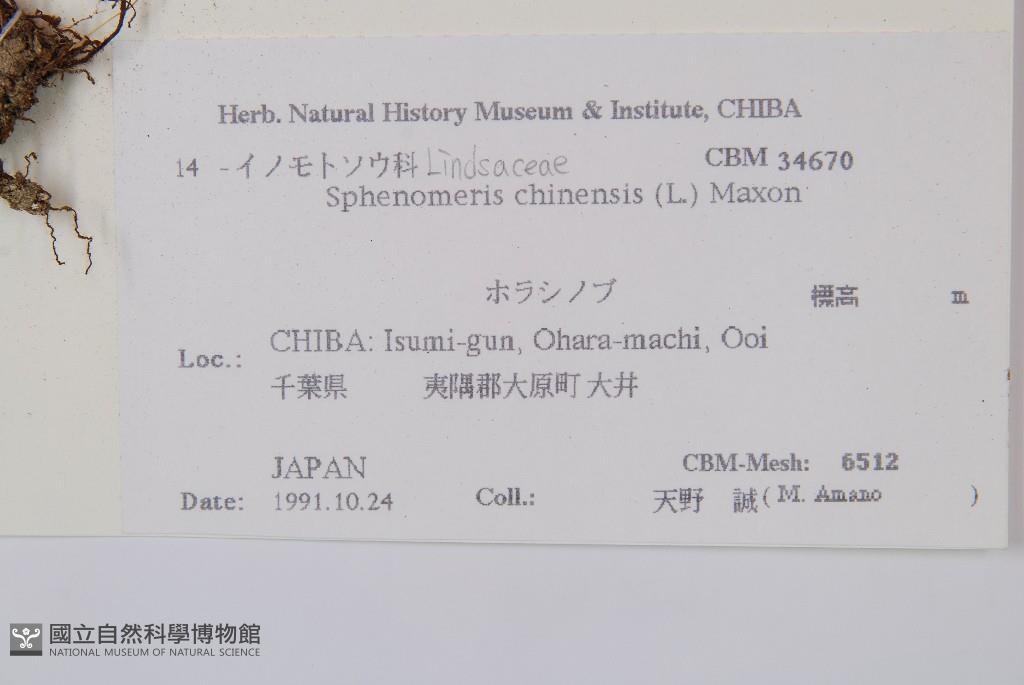 Herb. Natural History Museum & Institute, CHIBA
14 -イノモトソウ科 Lindsaceae CBM 34670
Sphenomeris chinensis (L.) Maxon
ホラシノブ 標高 m
Loc.: CHIBA: Isumi-gun, Ohara-machi, Ooi
千葉県 夷隅郡大原町 大井
JAPAN CBM-Mesh: 6512
Date: 1991.10.24 Coll.: 天野 誠 ( M. Amano )
國立自然科學博物館
NATIONAL MUSEUM OF NATURAL SCIENCE